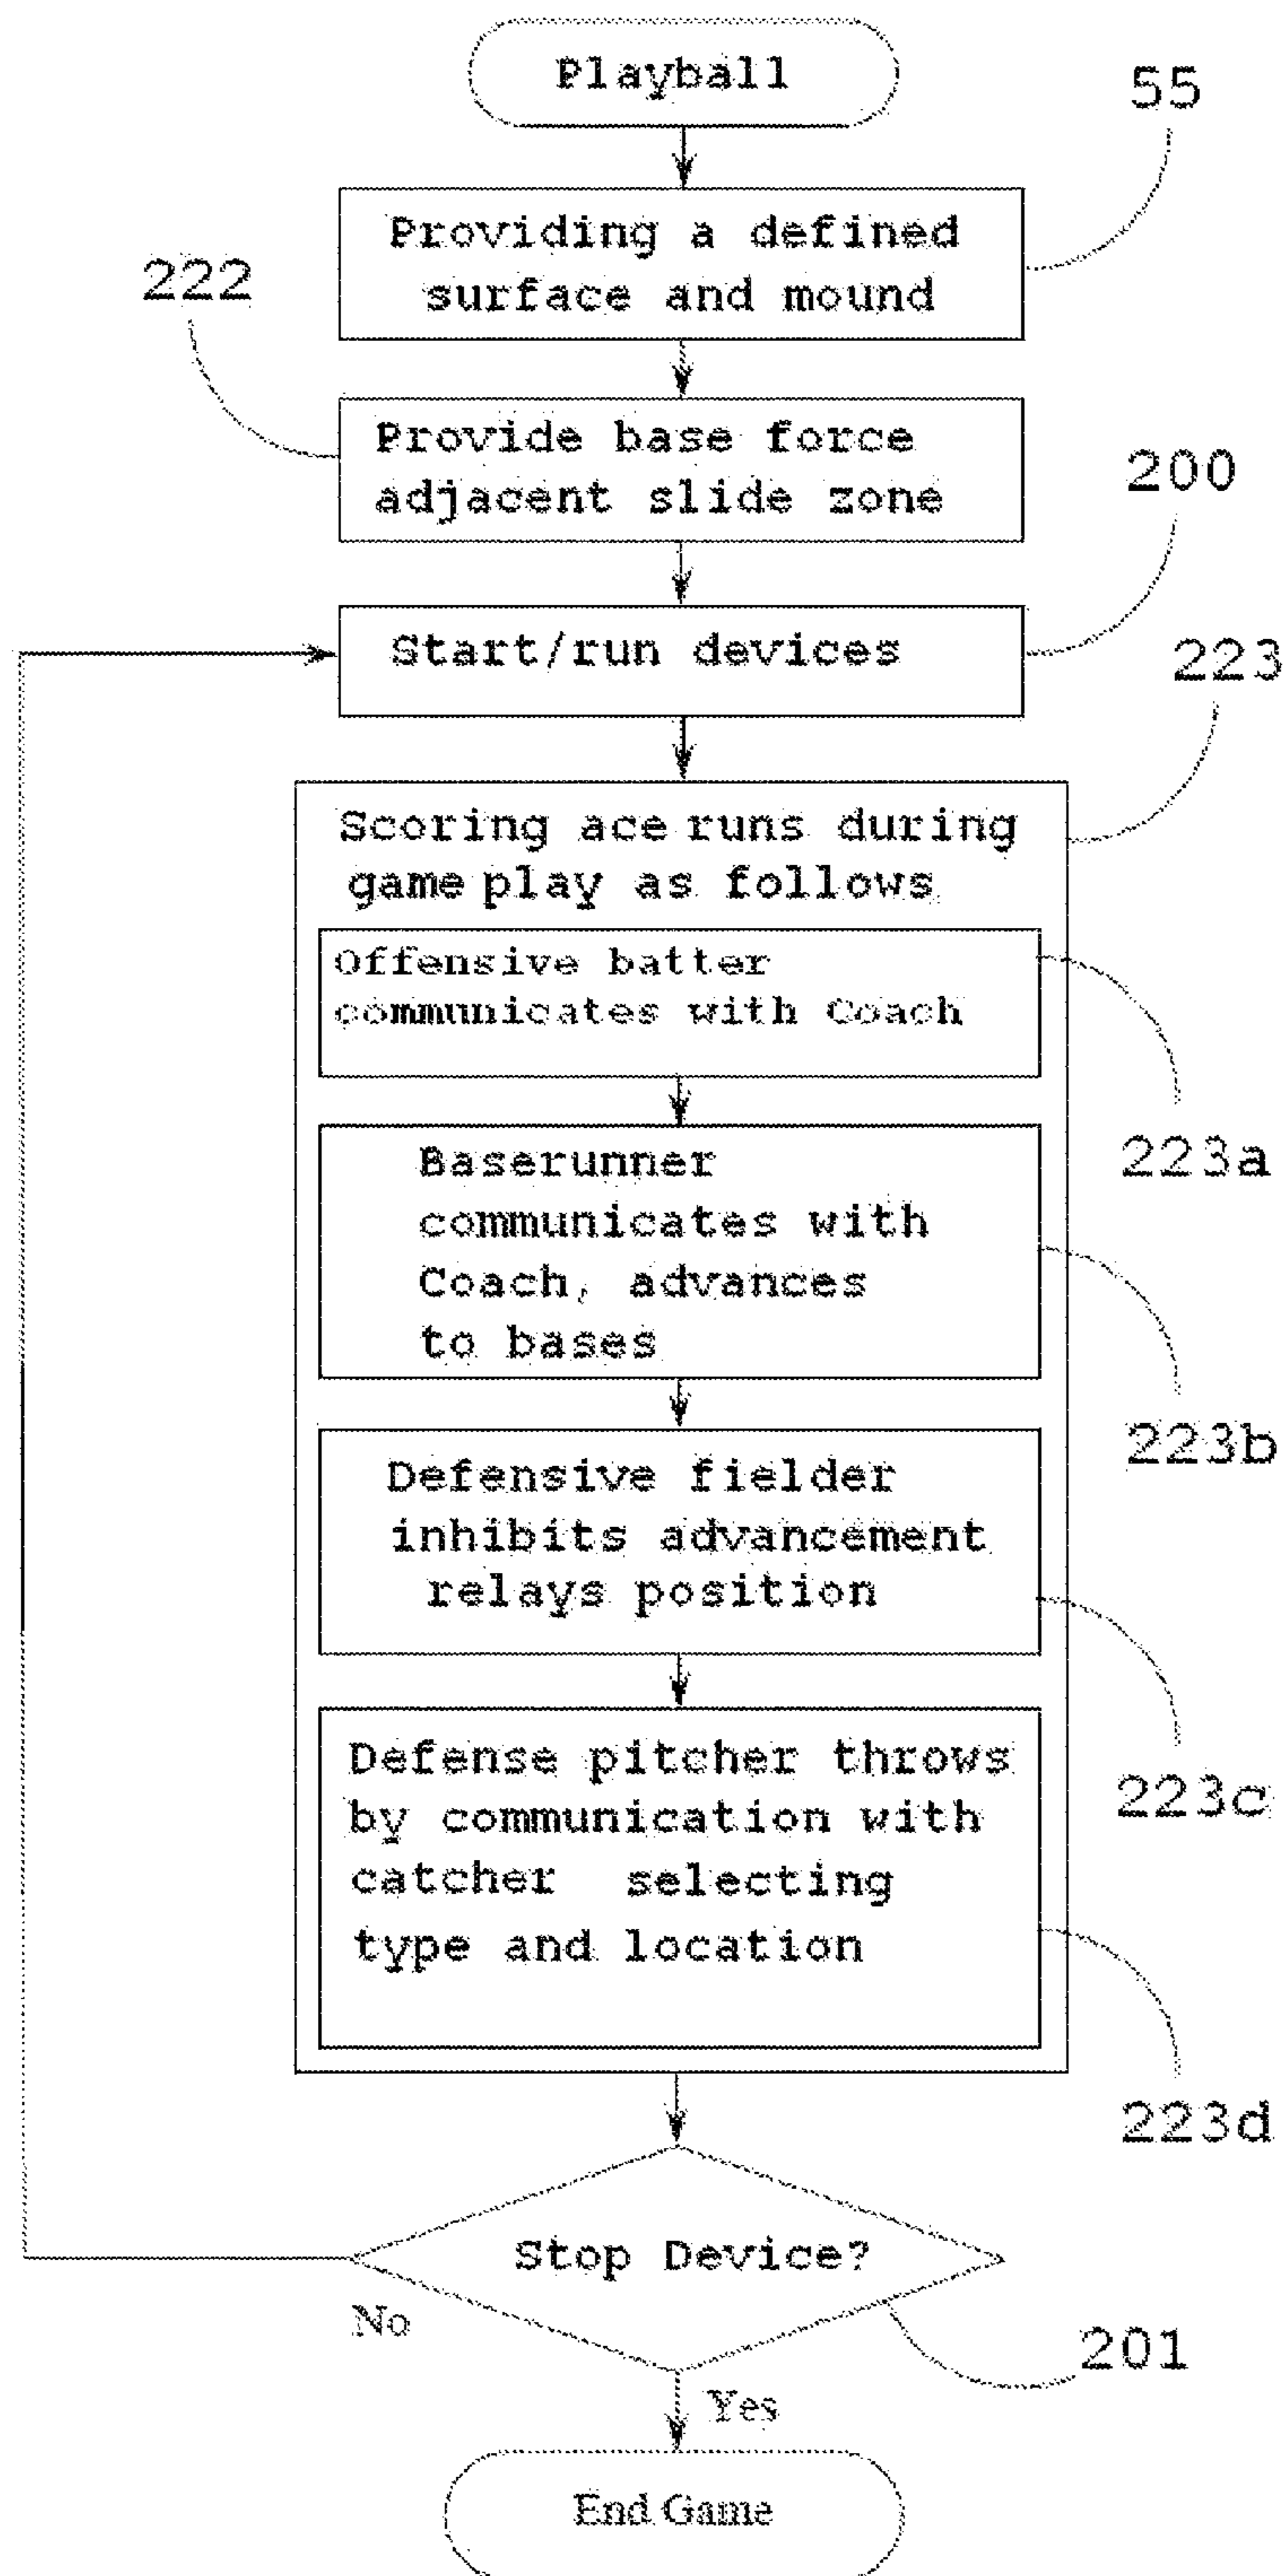 Playball
55
Providing a defined
surface and mound
222
Provide base force
adjacent slide zone
200
Start/run devices
223
Scoring ace runs during
game play as follows
Offensive batter
communicates with Coach
223a
Baserunner
communicates with
Coach, advances
to bases
223b
Defensive fielder
inhibits advancement
relays position
223c
Defense pitcher throws
by communication with
catcher selecting
type and location
223d
Stop Device?
No
201
Yes
End Game